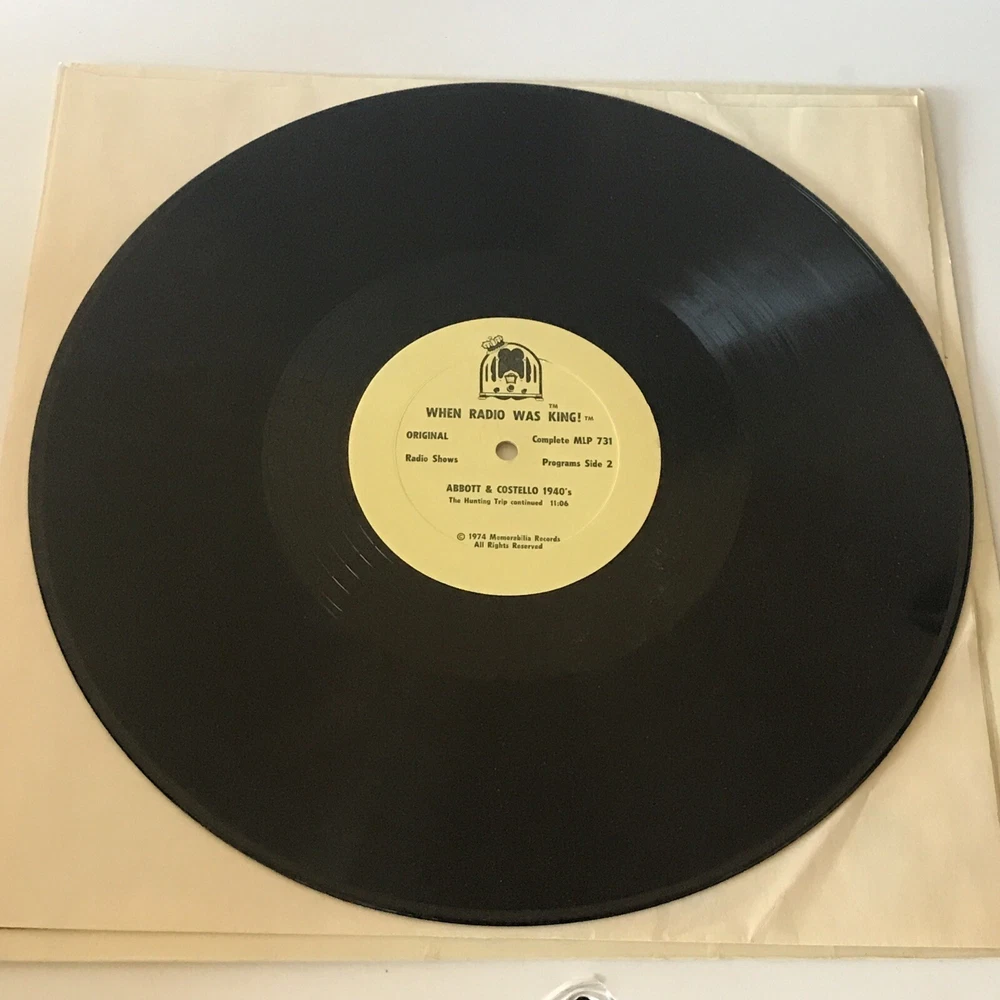 WHEN RADIO WAS KING!™ ™
ORIGINAL Complete MLP 731
Radio Shows Programs Side 2
ABBOTT & COSTELLO 1940's
The Hunting Trip continued 11:06
© 1974 Memorabilia Records
All Rights Reserved